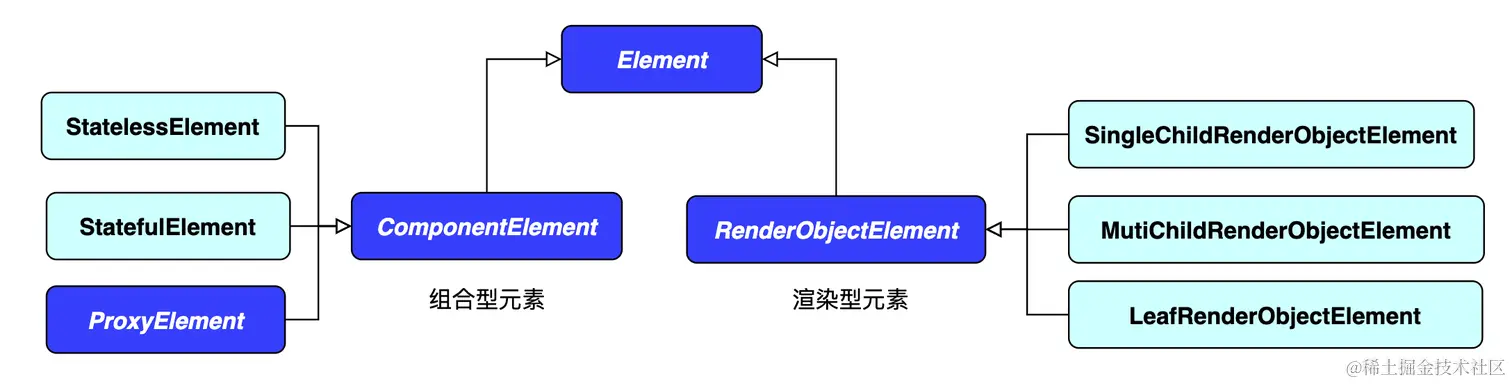 Element
StatelessElement
StatefulElement
ProxyElement
ComponentElement
组合型元素
RenderObjectElement
渲染型元素
SingleChildRenderObjectElement
MutiChildRenderObjectElement
LeafRenderObjectElement
@稀土掘金技术社区